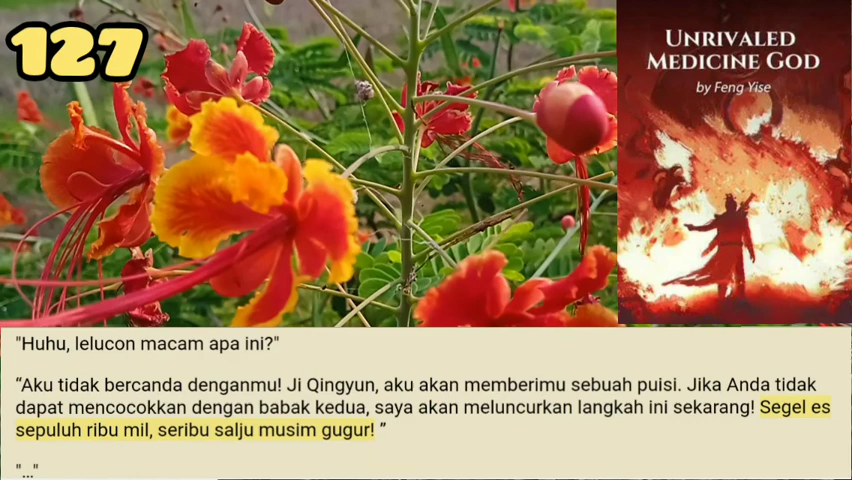 127
UNRIVALED
MEDICINE GOD
by Feng Yise
"Huhu, lelucon macam apa ini?"
“Aku tidak bercanda denganmu! Ji Qingyun, aku akan memberimu sebuah puisi. Jika Anda tidak
dapat mencocokkan dengan babak kedua, saya akan meluncurkan langkah ini sekarang! Segel es
sepuluh ribu mil, seribu salju musim gugur! ”
"..."